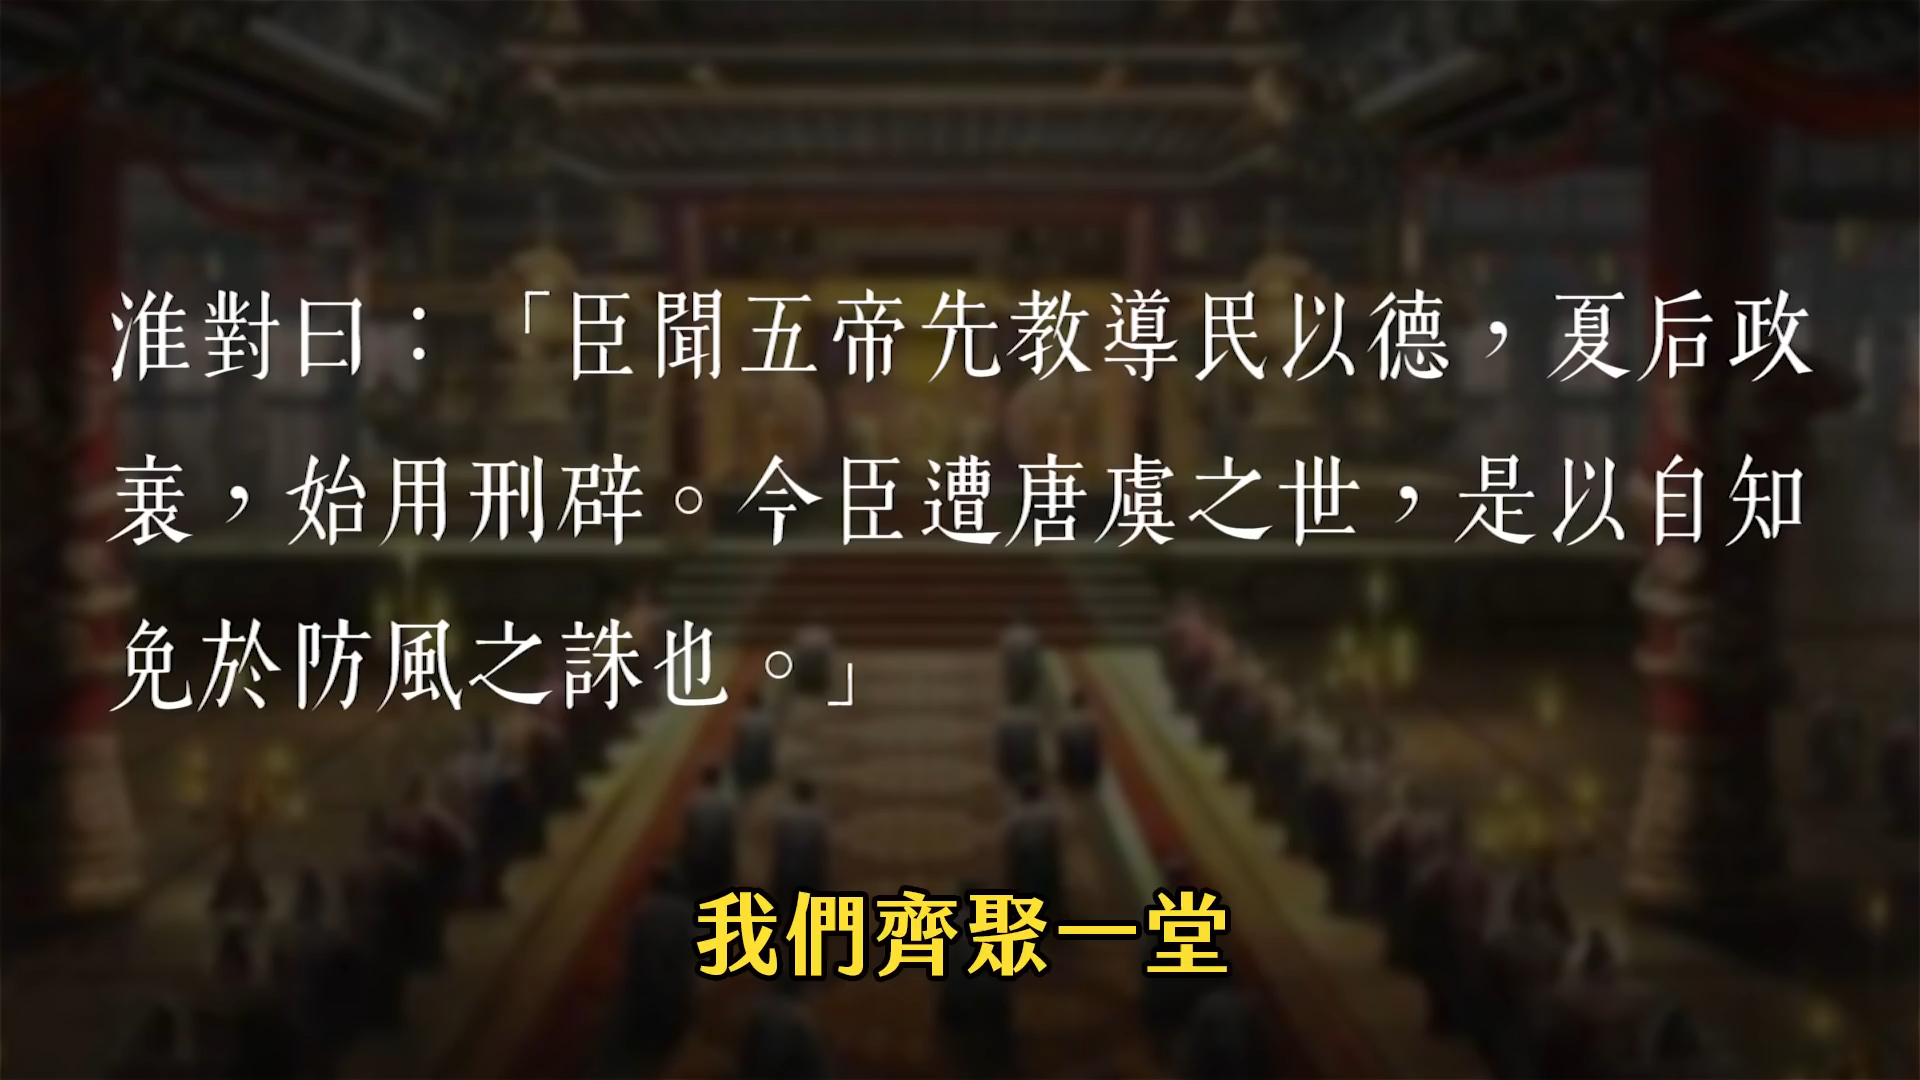 淮對曰：「臣聞五帝先教導民以德，夏后政
衰，始用刑辟。今臣遭唐虞之世，是以自知
免於防風之誅也。」
我們齊聚一堂